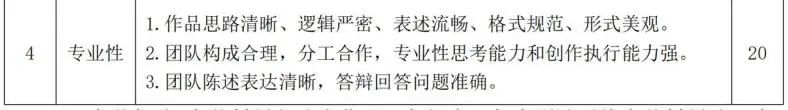 4 专业性 1.作品思路清晰、逻辑严密、表述流畅、格式规范、形式美观。
2.团队构成合理，分工合作，专业性思考能力和创作执行能力强。
3.团队陈述表达清晰，答辩回答问题准确。 20